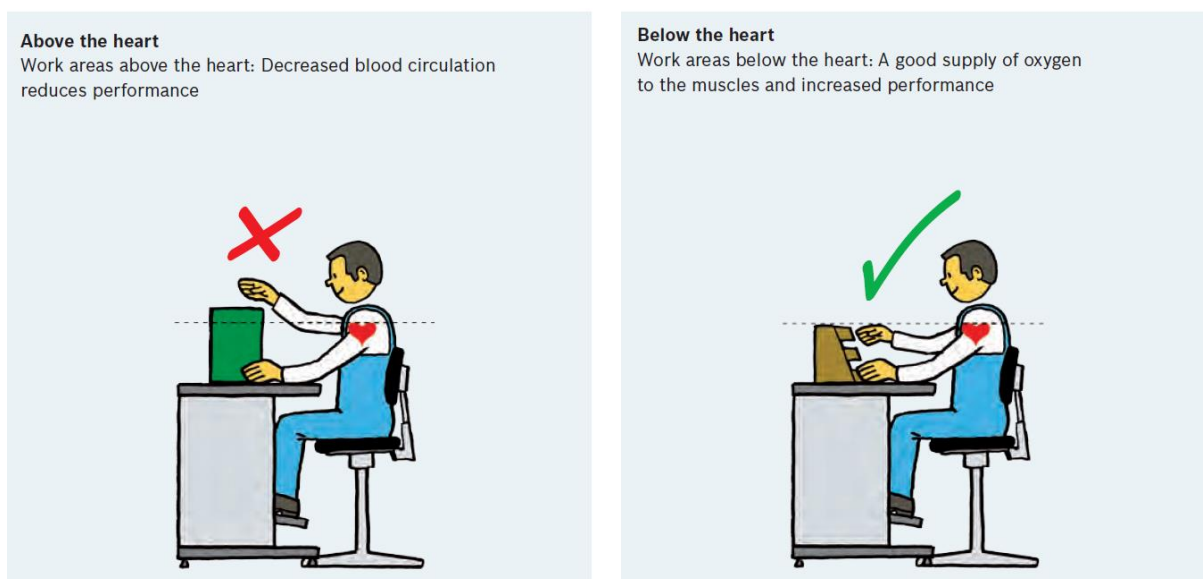 Above the heart
Work areas above the heart: Decreased blood circulation
reduces performance
Below the heart
Work areas below the heart: A good supply of oxygen
to the muscles and increased performance